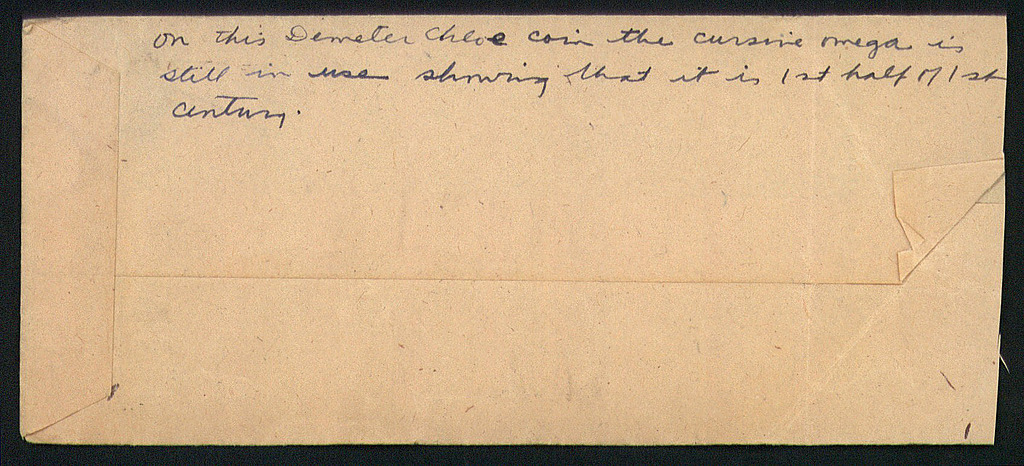 on this Demeter Chloe coin the cursive omega is
still in use showing that it is 1st half of 1st
century.